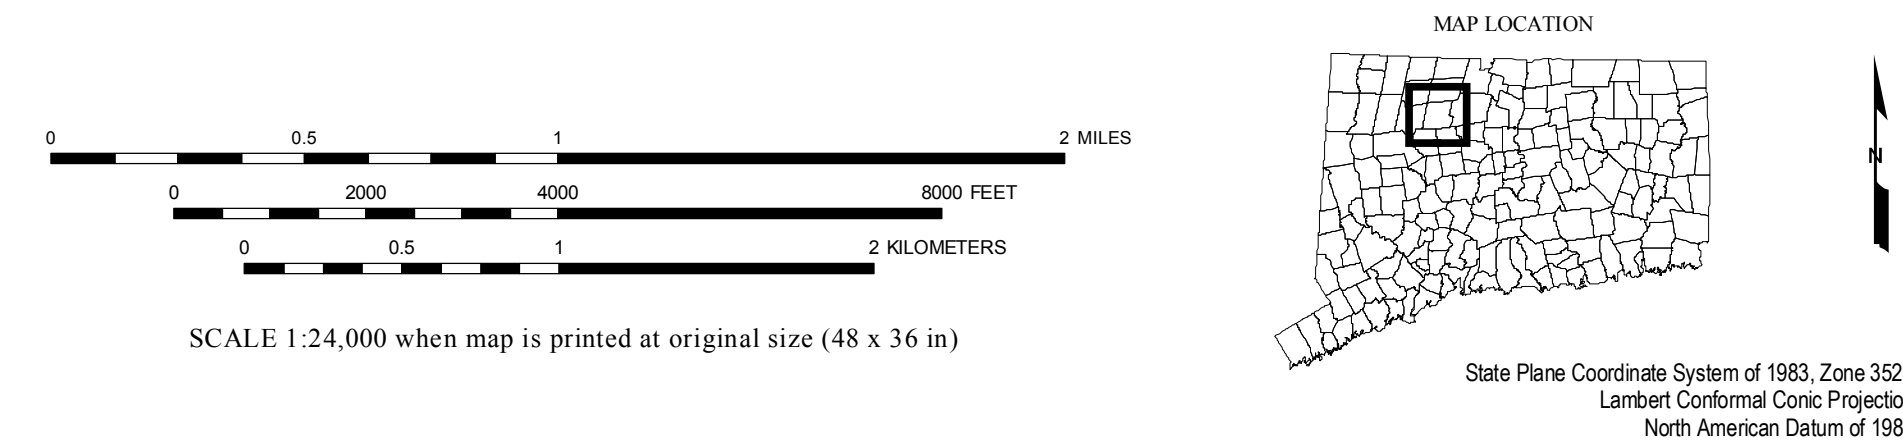 MAP LOCATION
0 0.5 1 2 MILES
0 2000 4000 8000 FEET
0 0.5 1 2 KILOMETERS
N
SCALE 1:24,000 when map is printed at original size (48 x 36 in)
State Plane Coordinate System of 1983, Zone 352
Lambert Conformal Conic Projectio
North American Datum of 198